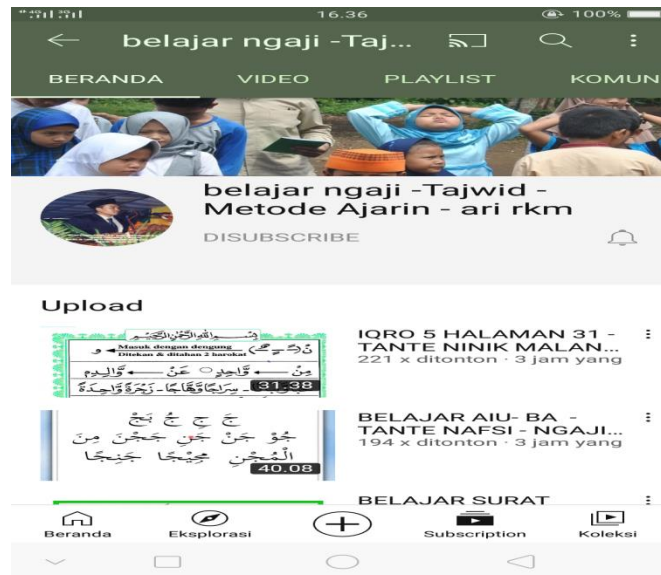 16.36
100%
belajar ngaji -Taj...
BERANDA VIDEO PLAYLIST KOMUN
belajar ngaji -Tajwid -
Metode Ajarin - ari rkm
DISUBSCRIBE
Upload
Masuk dengan dengung
Ditekan & ditahan 2 harokat
31.38
IQRO 5 HALAMAN 31 -
TANTE NINIK MALAN...
221 x ditonton · 3 jam yang
جَ جِ جُ بَجْ
جُوْ جَنْ جَنٍ جَجْنَ مِنَ
40.08
BELAJAR AIU- BA -
TANTE NAFSI - NGAJI...
194 x ditonton · 3 jam yang
BELAJAR SURAT
Beranda Eksplorasi Subscription Koleksi